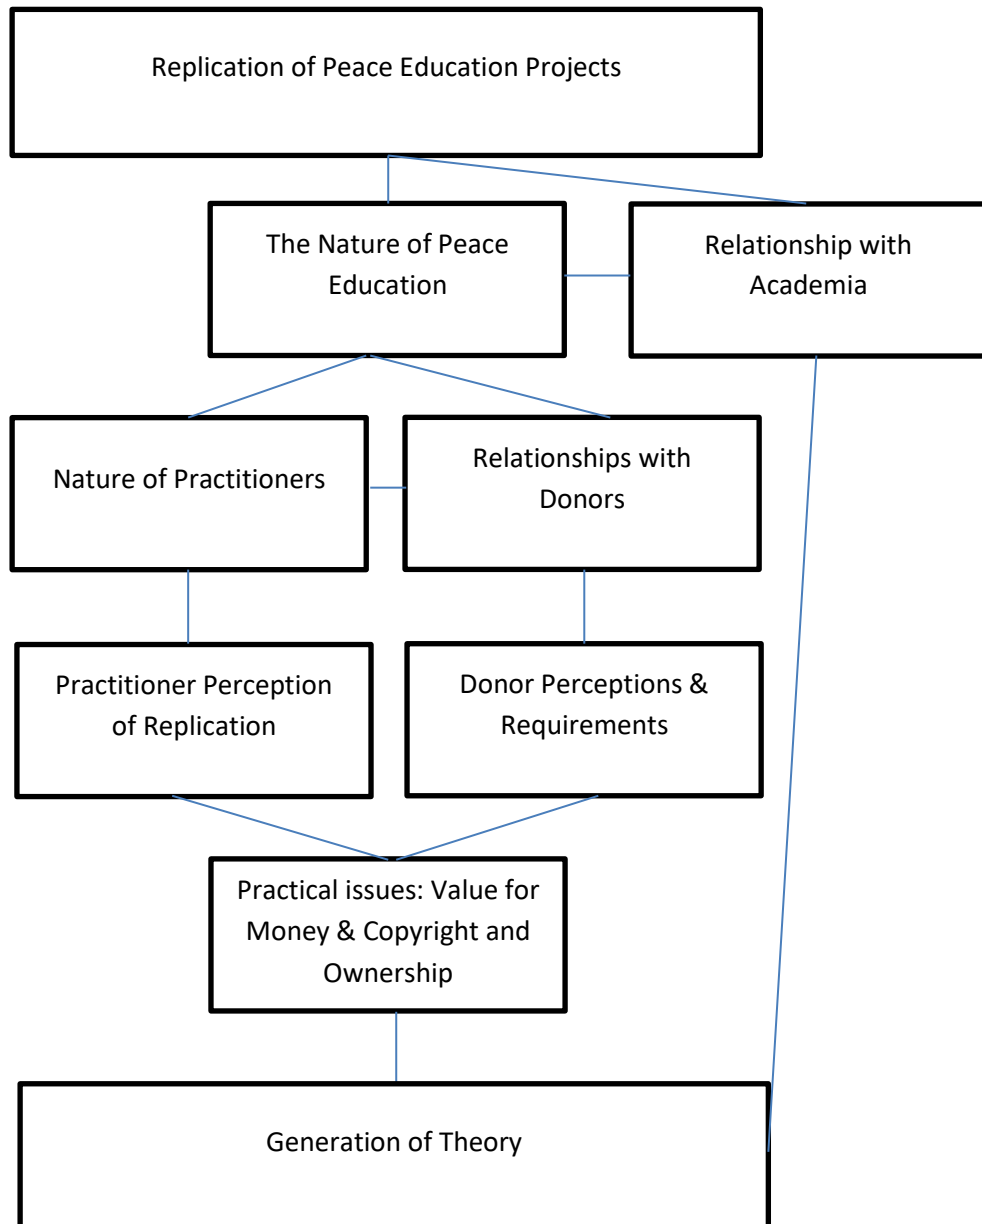 Replication of Peace Education Projects
The Nature of Peace
Education
Relationship with
Academia
Nature of Practitioners
Relationships with
Donors
Practitioner Perception
of Replication
Donor Perceptions &
Requirements
Practical issues: Value for
Money & Copyright and
Ownership
Generation of Theory